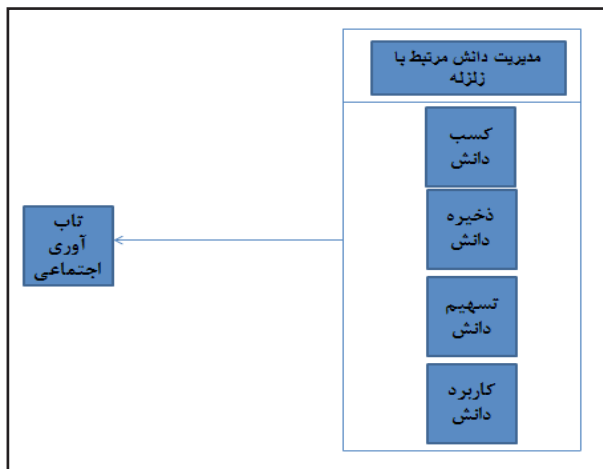 مدیریت دانش مرتبط با
زلزله
کسب
دانش
ذخیره
دانش
تسهیم
دانش
کاربرد
دانش
تاب
آوری
اجتماعی